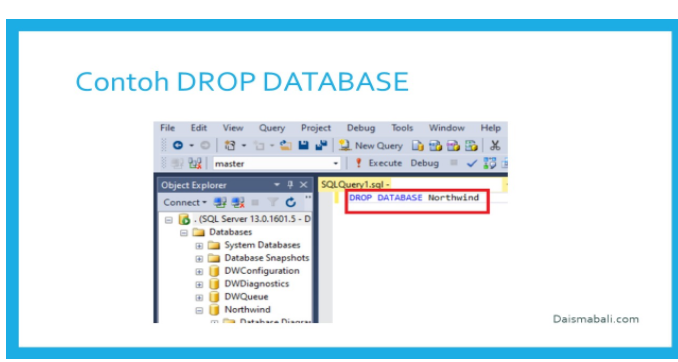 Contoh DROP DATABASE
File Edit View Query Project Debug Tools Window Help
New Query
master
Execute Debug
Object Explorer
SQLQuery1.sql -
Connect
DROP DATABASE Northwind
. (SQL Server 13.0.1601.5 - D
Databases
System Databases
Database Snapshots
DWConfiguration
DWDiagnostics
DWQueue
Northwind
Database Diagra
Daismabali.com